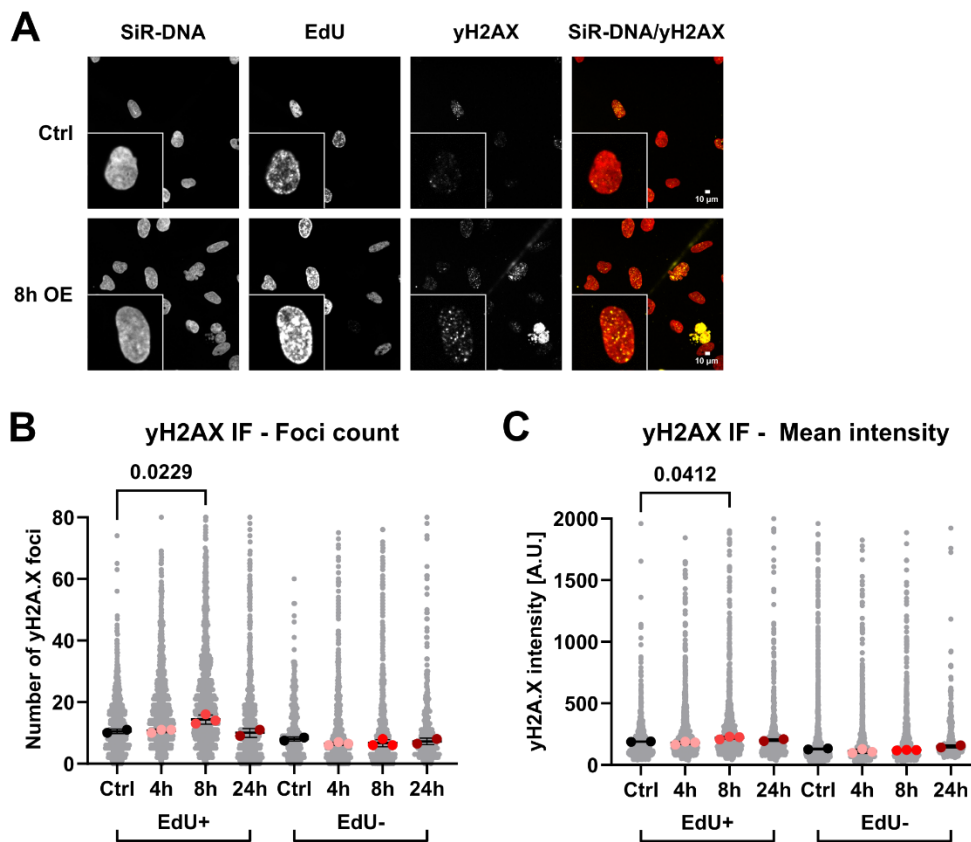 A
SiR-DNA EdU yH2AX SiR-DNA/yH2AX
Ctrl
10 µm
8h OE
10 µm
B yH2AX IF - Foci count
0.0229
Number of yH2A.X foci
80
60
40
20
0
Ctrl 4h 8h 24h Ctrl 4h 8h 24h
EdU+ EdU-
C yH2AX IF - Mean intensity
0.0412
yH2A.X intensity [A.U.]
2000
1500
1000
500
0
Ctrl 4h 8h 24h Ctrl 4h 8h 24h
EdU+ EdU-